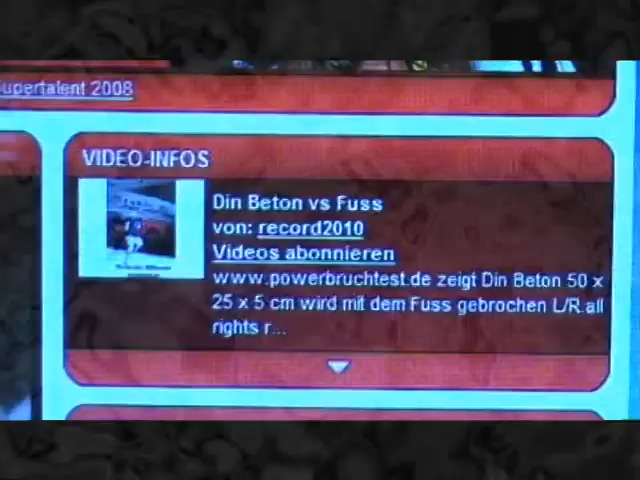 upertalent 2008
VIDEO-INFOS
Din Beton vs Fuss
von: record2010
Videos abonnieren
www.powerbruchtest.de zeigt Din Beton 50 x
25 x 5 cm wird mit dem Fuss gebrochen L/R.all
rights r...